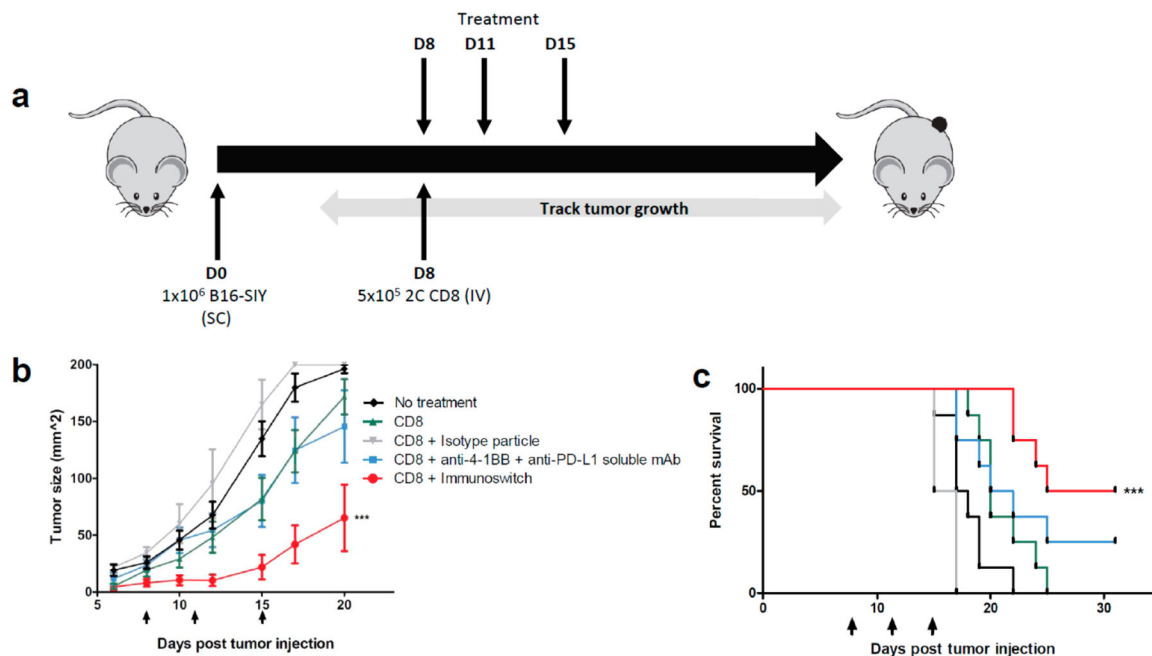 Treatment
D8 D11 D15
a
Track tumor growth
D0 D8
1x10⁶ B16-SIY 5x10⁵ 2C CD8 (IV)
(SC)
b
Tumor size (mm^2)
200
150
100
50
0
5 10 15 20
Days post tumor injection
No treatment
CD8
CD8 + Isotype particle
CD8 + anti-4-1BB + anti-PD-L1 soluble mAb
CD8 + Immunoswitch
***
c
Percent survival
100
50
0
0 10 20 30
Days post tumor injection
***